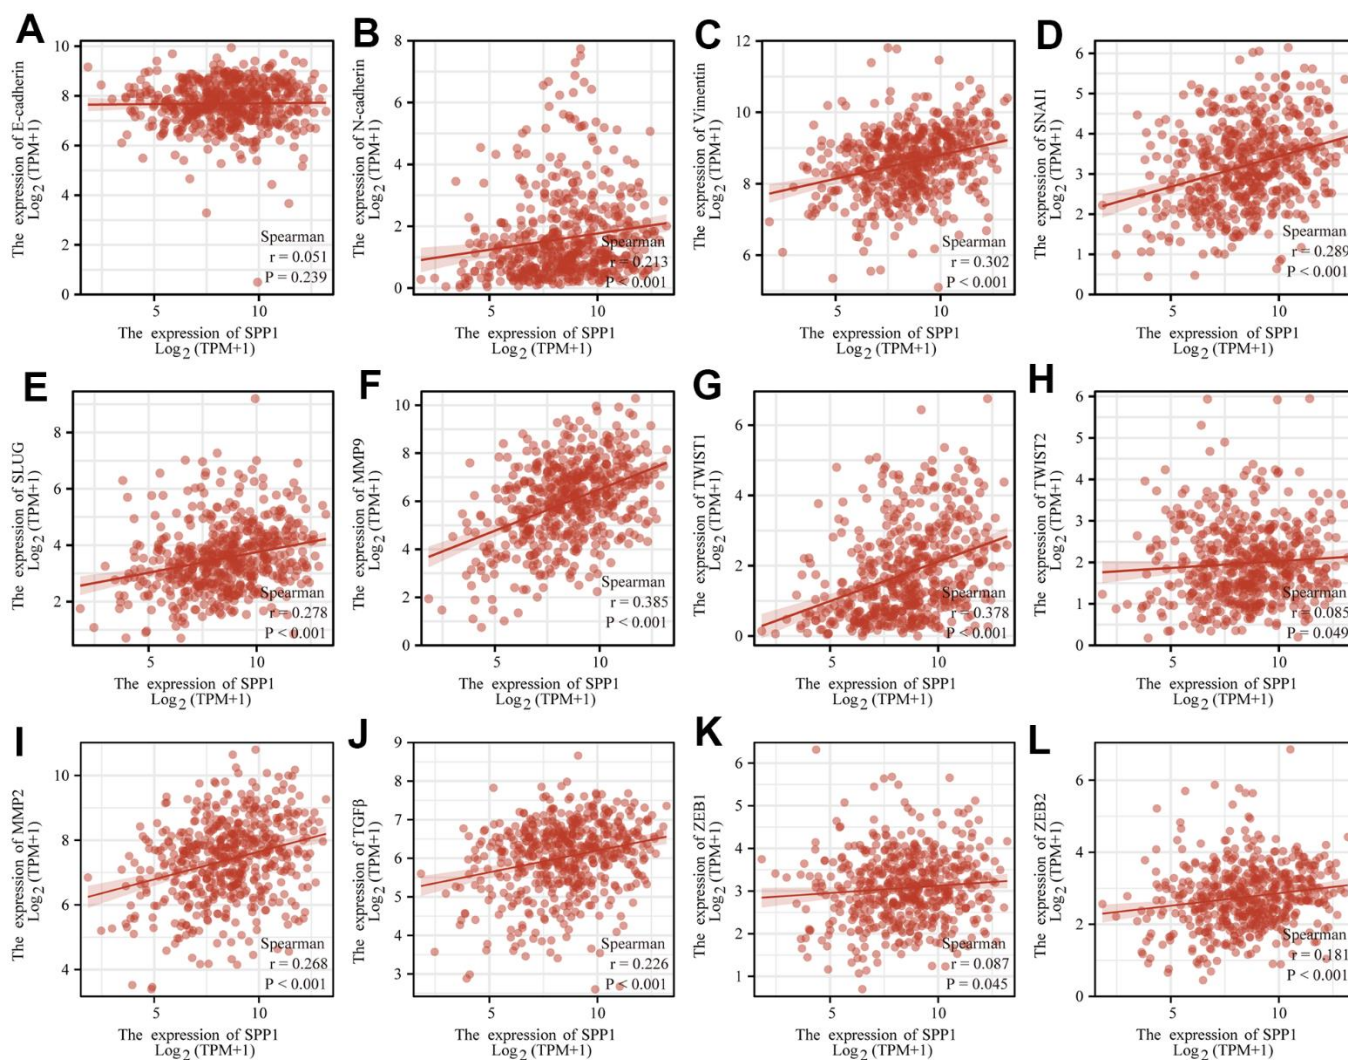 A
The expression of E-cadherin
Log2 (TPM+1)
10
8
6
4
2
0
Spearman
r = 0.051
P = 0.239
5
10
The expression of SPP1
Log2 (TPM+1)
B
The expression of N-cadherin
Log2 (TPM+1)
8
6
4
2
0
Spearman
r = 0.213
P < 0.001
5
10
The expression of SPP1
Log2 (TPM+1)
C
The expression of Vimentin
Log2 (TPM+1)
12
10
8
6
Spearman
r = 0.302
P < 0.001
5
10
The expression of SPP1
Log2 (TPM+1)
D
The expression of SNAI1
Log2 (TPM+1)
6
5
4
3
2
1
0
Spearman
r = 0.289
P < 0.001
5
10
The expression of SPP1
Log2 (TPM+1)
E
The expression of SLUG
Log2 (TPM+1)
8
6
4
2
Spearman
r = 0.278
P < 0.001
5
10
The expression of SPP1
Log2 (TPM+1)
F
The expression of MMP9
Log2 (TPM+1)
10
8
6
4
2
0
Spearman
r = 0.385
P < 0.001
5
10
The expression of SPP1
Log2 (TPM+1)
G
The expression of TWIST1
Log2 (TPM+1)
6
4
2
0
Spearman
r = 0.378
P < 0.001
5
10
The expression of SPP1
Log2 (TPM+1)
H
The expression of TWIST2
Log2 (TPM+1)
6
5
4
3
2
1
0
Spearman
r = 0.085
P = 0.049
5
10
The expression of SPP1
Log2 (TPM+1)
I
The expression of MMP2
Log2 (TPM+1)
10
8
6
4
Spearman
r = 0.268
P < 0.001
5
10
The expression of SPP1
Log2 (TPM+1)
J
The expression of TGFβ
Log2 (TPM+1)
9
8
7
6
5
4
3
Spearman
r = 0.226
P < 0.001
5
10
The expression of SPP1
Log2 (TPM+1)
K
The expression of ZEB1
Log2 (TPM+1)
6
5
4
3
2
1
Spearman
r = 0.087
P = 0.045
5
10
The expression of SPP1
Log2 (TPM+1)
L
The expression of ZEB2
Log2 (TPM+1)
6
4
2
0
Spearman
r = 0.181
P < 0.001
5
10
The expression of SPP1
Log2 (TPM+1)